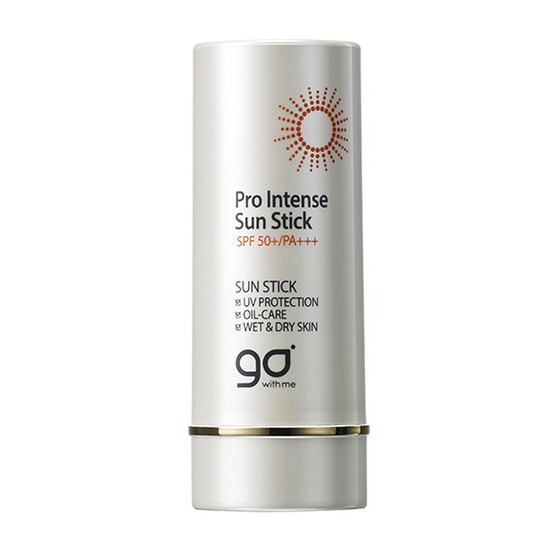 Pro Intense
Sun Stick
SPF 50+/PA+++
SUN STICK
☑ UV PROTECTION
☑ OIL-CARE
☑ WET & DRY SKIN
go
with me